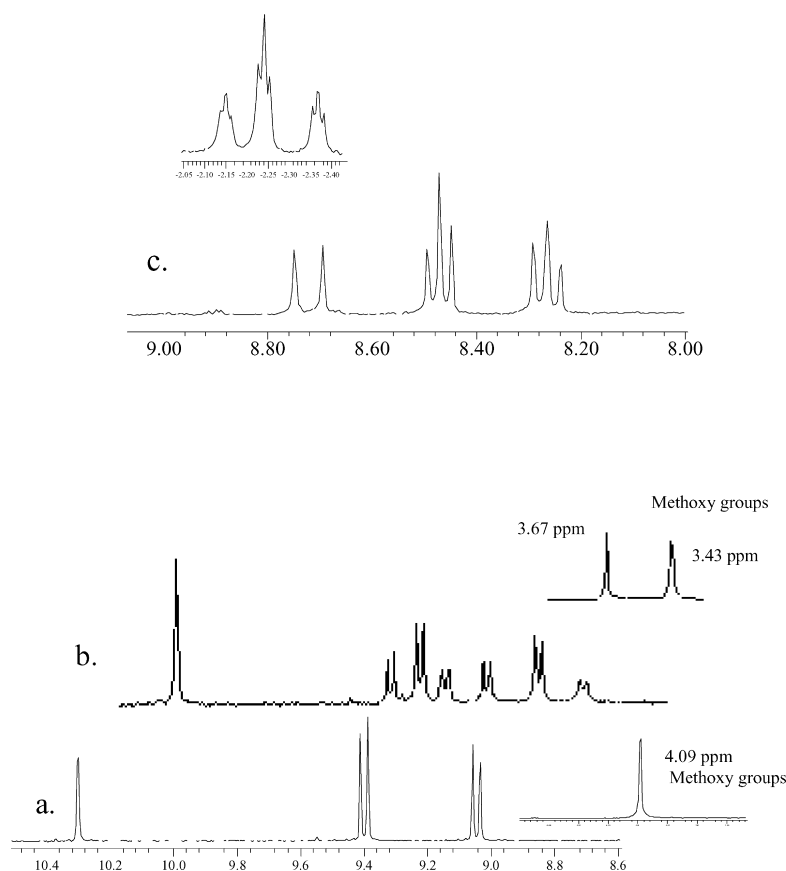 -2.05 -2.10 -2.15 -2.20 -2.25 -2.30 -2.35 -2.40
c.
9.00 8.80 8.60 8.40 8.20 8.00
Methoxy groups
3.67 ppm
3.43 ppm
b.
4.09 ppm
Methoxy groups
a.
10.4 10.2 10.0 9.8 9.6 9.4 9.2 9.0 8.8 8.6